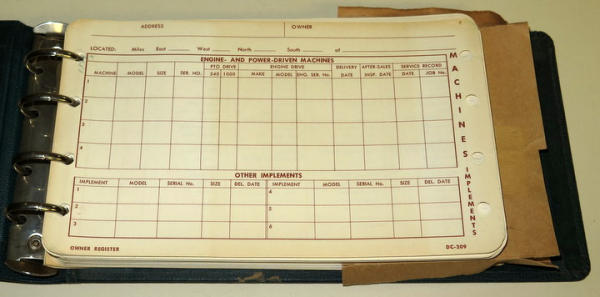 ADDRESS OWNER
LOCATED: Miles East West North South of
ENGINE- AND POWER-DRIVEN MACHINES
PTO DRIVE ENGINE DRIVE DELIVERY AFTER-SALES SERVICE RECORD
MACHINE MODEL SIZE SER. NO. 540 1000 MAKE MODEL ENG. SER. No. DATE INSP. DATE DATE JOB No.
1
2
3
4
OTHER IMPLEMENTS
IMPLEMENT MODEL SERIAL No. SIZE DEL. DATE IMPLEMENT MODEL SERIAL No. SIZE DEL. DATE
1 4
2 5
3 6
OWNER REGISTER DC-209
MACHINES
IMPLEMENTS